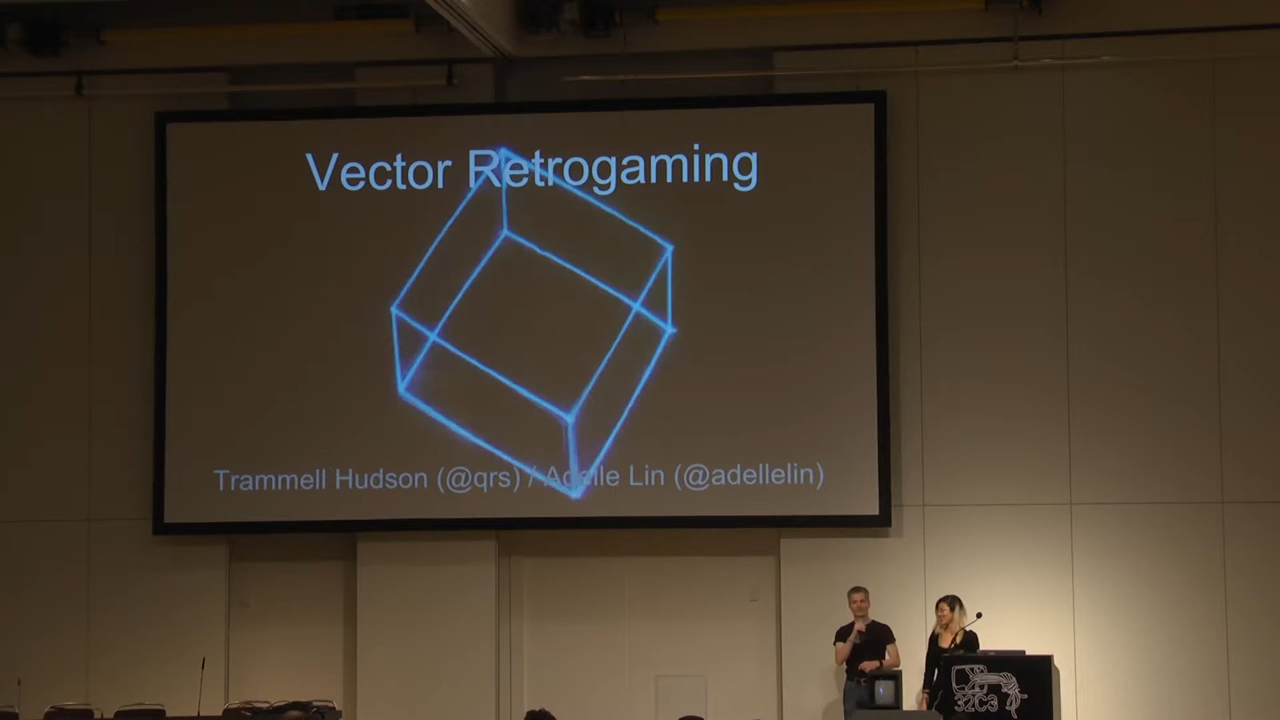 Vector Retrogaming
Trammell Hudson (@qrs) / Adelle Lin (@adellelin)
32C3